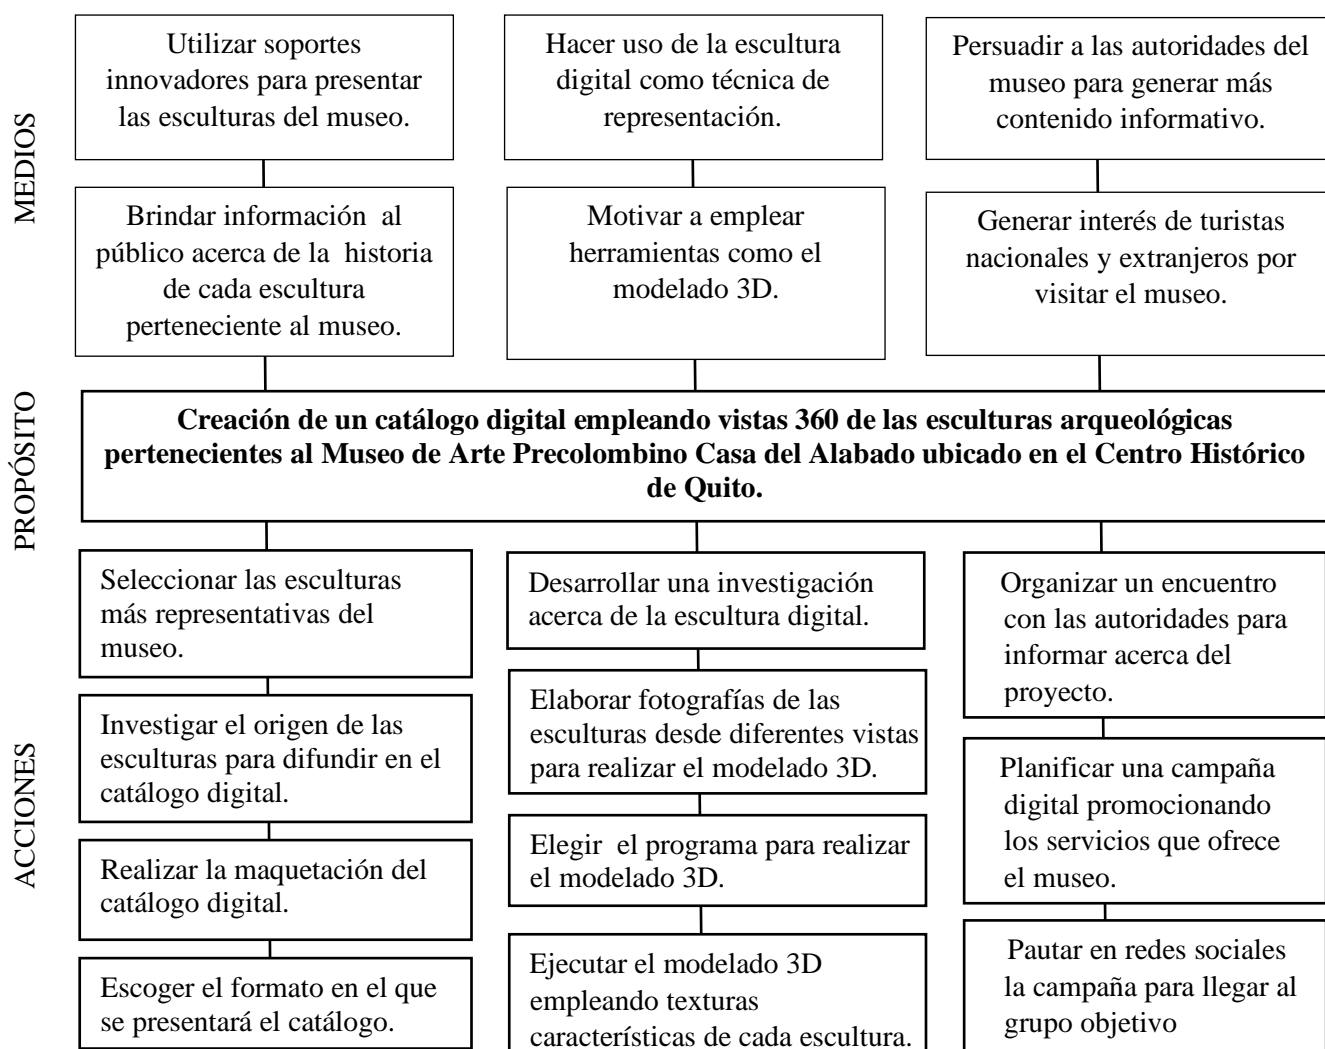 MEDIOS
Utilizar soportes
innovadores para presentar
las esculturas del museo.
Hacer uso de la escultura
digital como técnica de
representación.
Persuadir a las autoridades del
museo para generar más
contenido informativo.
Brindar información al
público acerca de la historia
de cada escultura
perteneciente al museo.
Motivar a emplear
herramientas como el
modelado 3D.
Generar interés de turistas
nacionales y extranjeros por
visitar el museo.
PROPÓSITO
Creación de un catálogo digital empleando vistas 360 de las esculturas arqueológicas
pertenecientes al Museo de Arte Precolombino Casa del Alabado ubicado en el Centro Histórico
de Quito.
ACCIONES
Seleccionar las esculturas
más representativas del
museo.
Investigar el origen de las
esculturas para difundir en el
catálogo digital.
Realizar la maquetación del
catálogo digital.
Escoger el formato en el que
se presentará el catálogo.
Desarrollar una investigación
acerca de la escultura digital.
Elaborar fotografías de las
esculturas desde diferentes vistas
para realizar el modelado 3D.
Elegir el programa para realizar
el modelado 3D.
Ejecutar el modelado 3D
empleando texturas
características de cada escultura.
Organizar un encuentro
con las autoridades para
informar acerca del
proyecto.
Planificar una campaña
digital promocionando
los servicios que ofrece
el museo.
Pautar en redes sociales
la campaña para llegar al
grupo objetivo